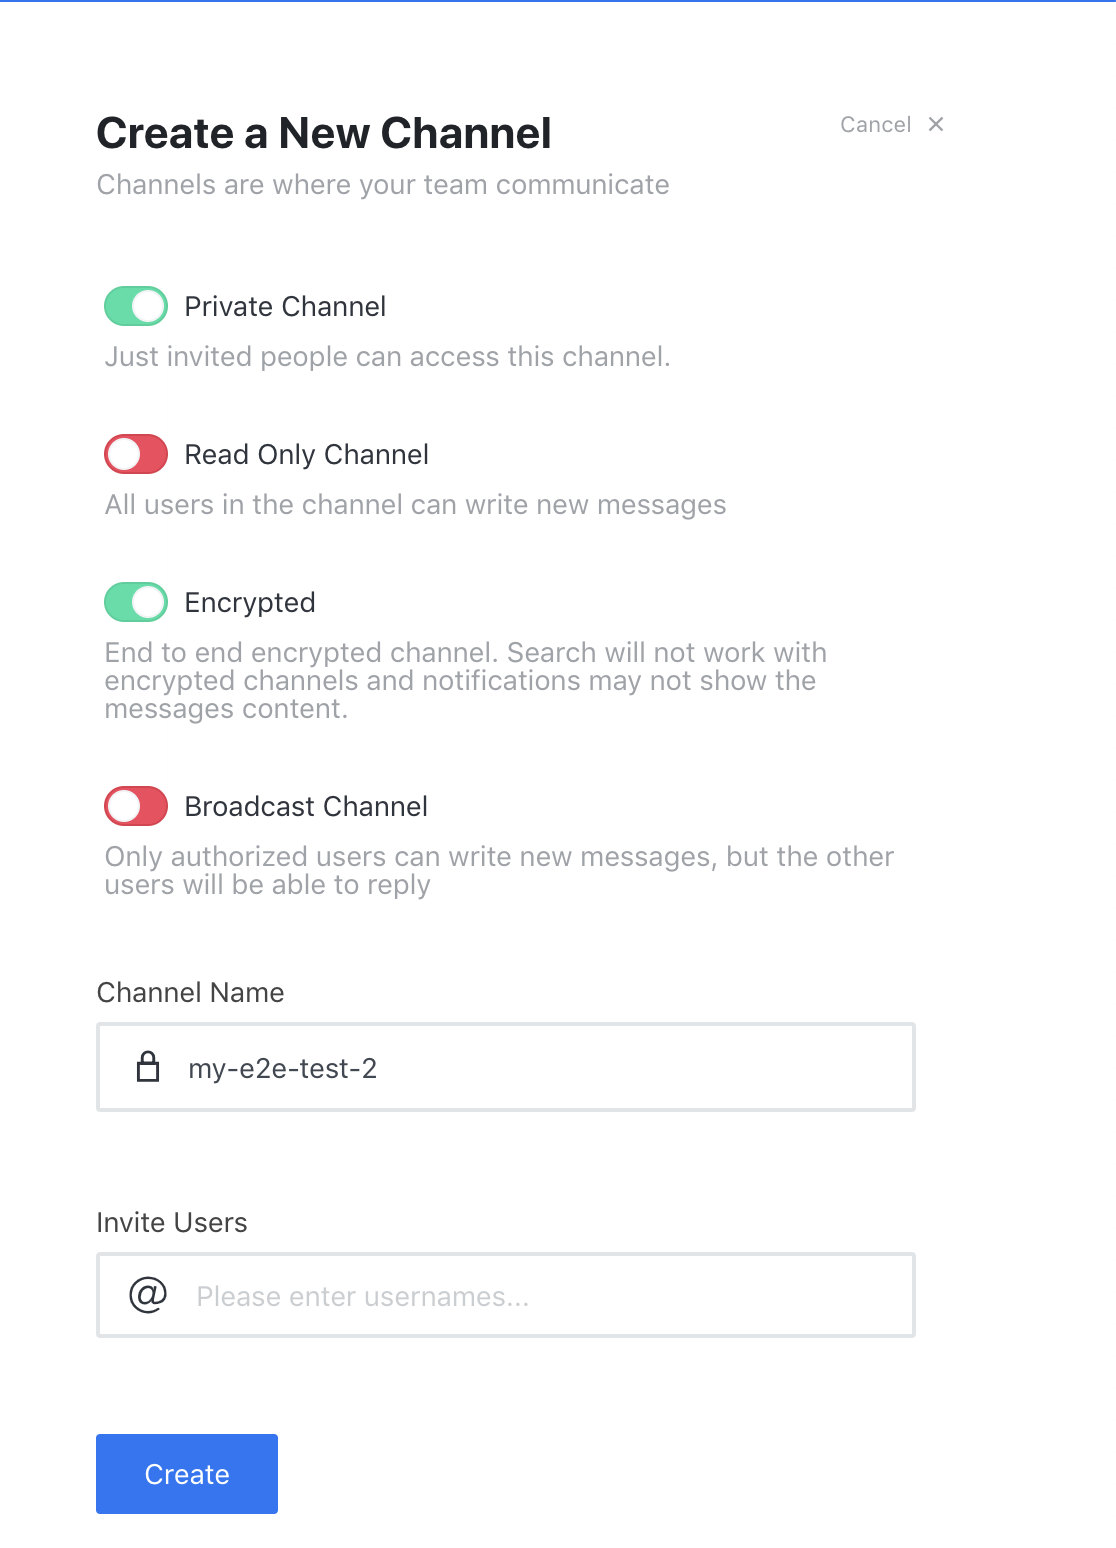 Create a New Channel
Cancel ×
Channels are where your team communicate
Private Channel
Just invited people can access this channel.
Read Only Channel
All users in the channel can write new messages
Encrypted
End to end encrypted channel. Search will not work with
encrypted channels and notifications may not show the
messages content.
Broadcast Channel
Only authorized users can write new messages, but the other
users will be able to reply
Channel Name
my-e2e-test-2
Invite Users
@ Please enter usernames...
Create